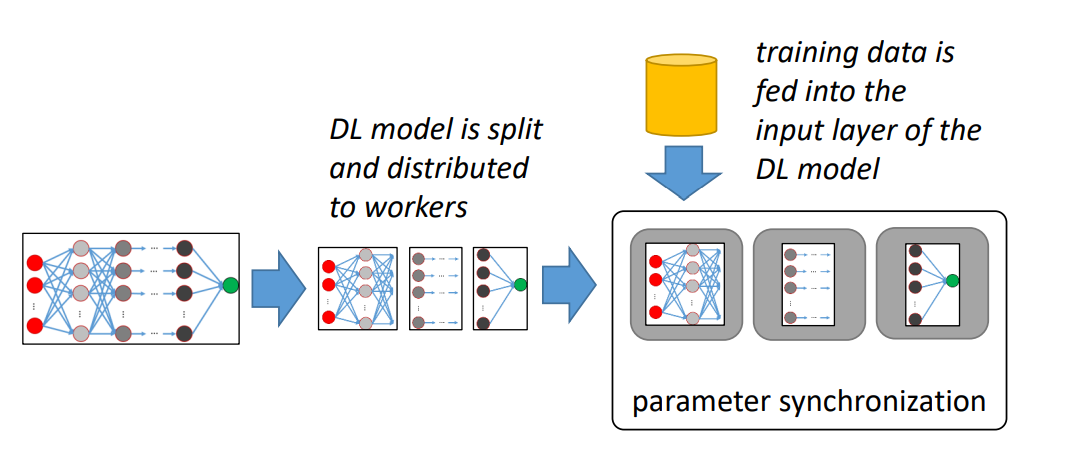 DL model is split
and distributed
to workers
training data is
fed into the
input layer of the
DL model
parameter synchronization